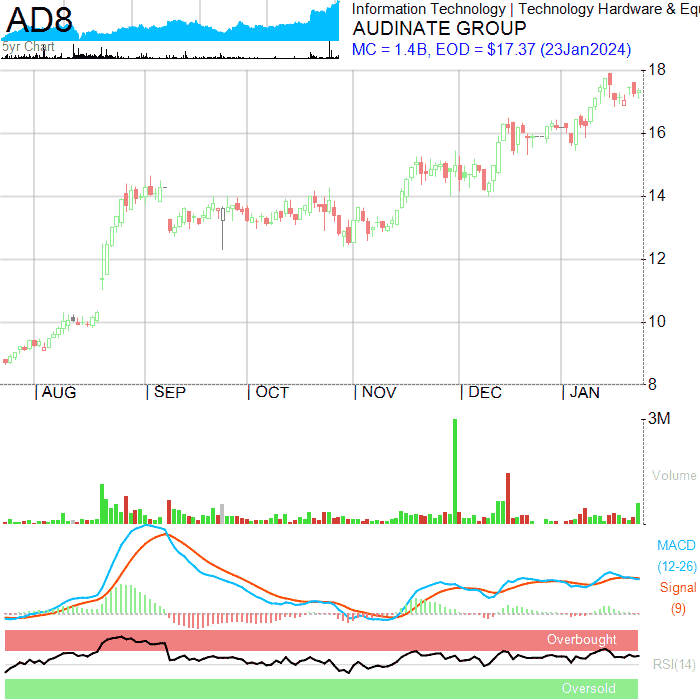 AD8
5yr Chart
Information Technology | Technology Hardware & Equ
AUDINATE GROUP
MC = 1.4B, EOD = $17.37 (23Jan2024)
18
16
14
12
10
8
| AUG | SEP | OCT | NOV | DEC | JAN
3M
Volume
MACD
(12-26)
Signal
(9)
Overbought
RSI(14)
Oversold